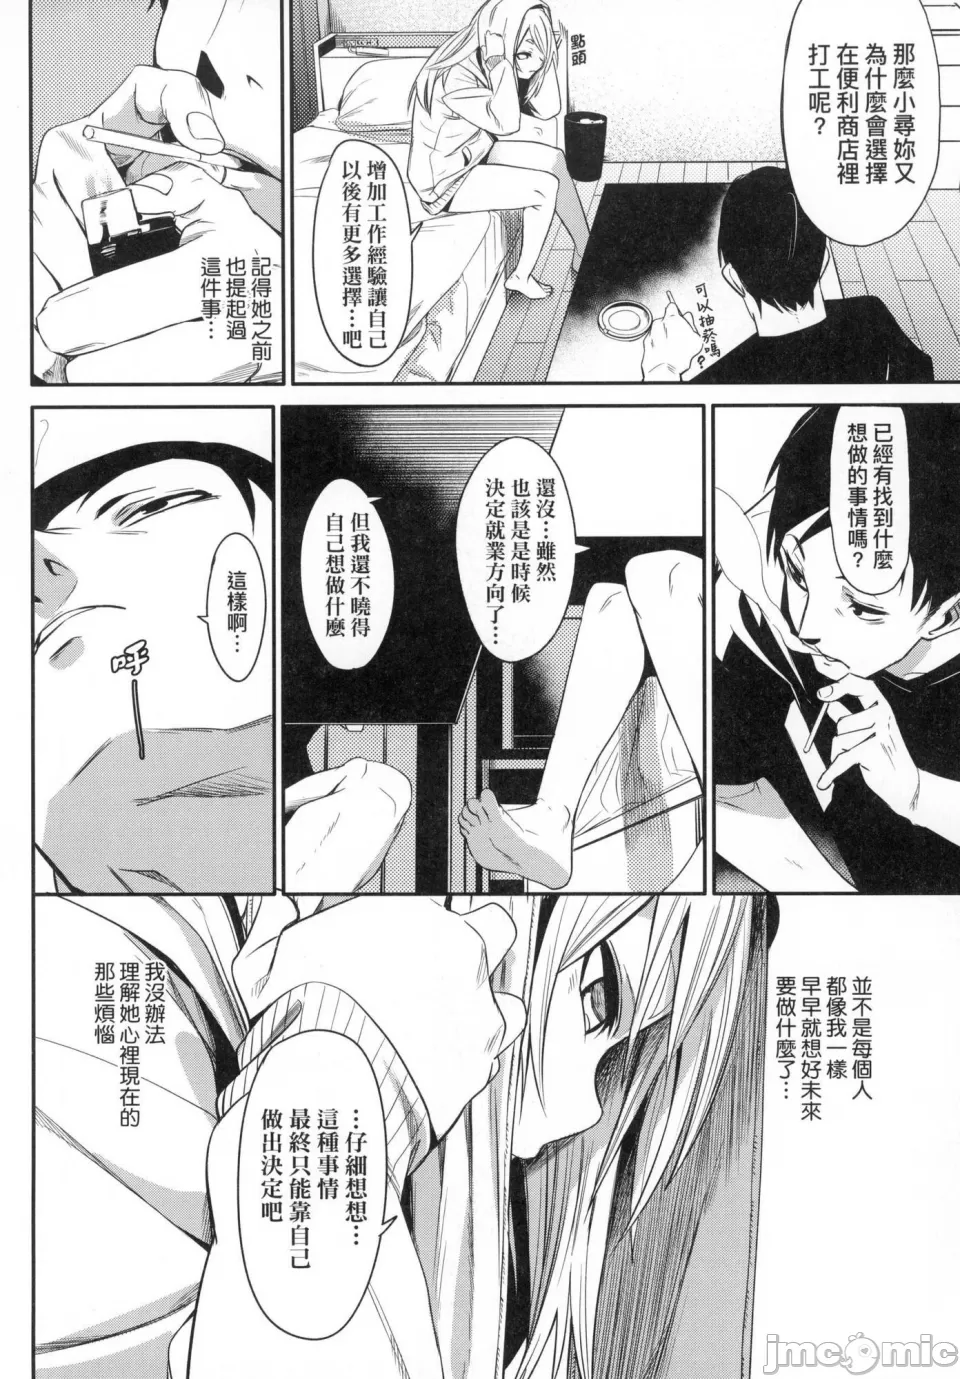 那麼小尋妳又
為什麼會選擇
在便利商店裡
打工呢？
點頭
可以抽菸嗎？
增加工作經驗讓自己
以後有更多選擇…吧
記得她之前
也提起過
這件事…
已經有找到什麼
想做的事情嗎？
還沒…雖然
也該是是時候
決定就業方向了…
但我還不曉得
自己想做什麼
這樣啊…
呼
並不是每個人
都像我一樣
早早就想好未來
要做什麼了…
…仔細想想…
這種事情
最終只能靠自己
做出決定吧
我沒辦法
理解她心裡現在的
那些煩惱
jmcomic